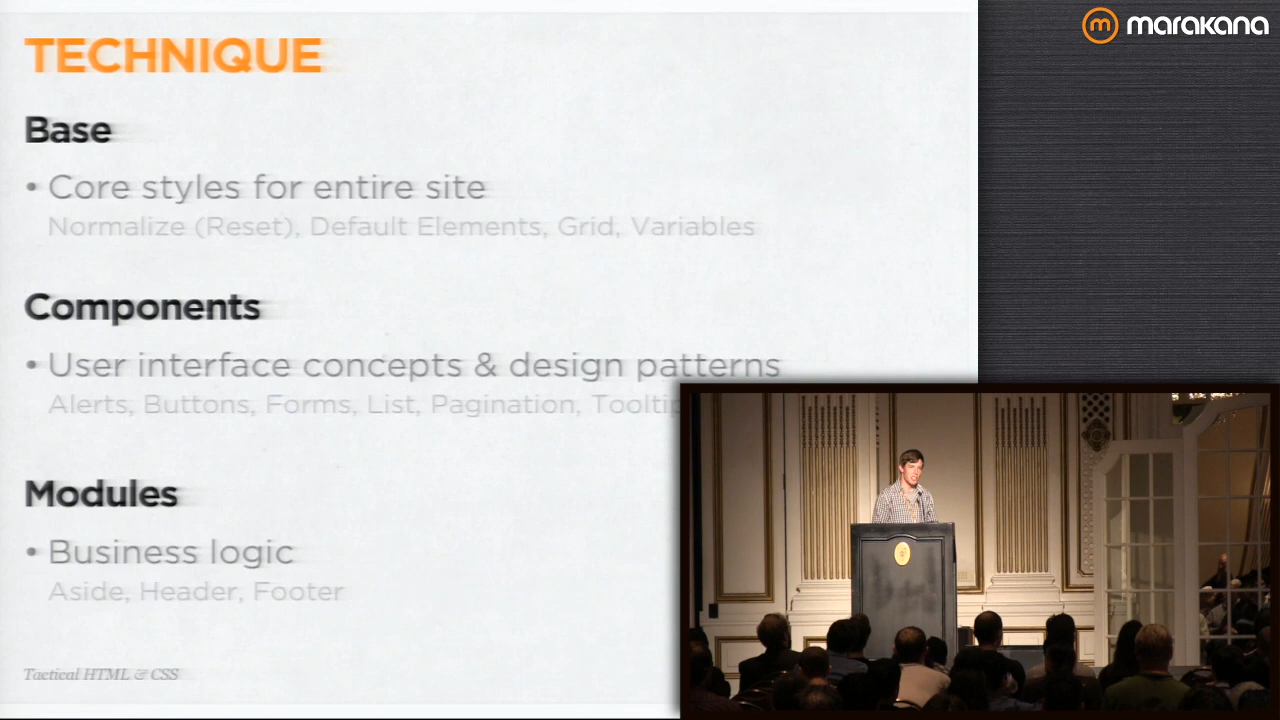 TECHNIQUE
marakana
Base
• Core styles for entire site
Normalize (Reset), Default Elements, Grid, Variables
Components
• User interface concepts & design patterns
Alerts, Buttons, Forms, List, Pagination,
Modules
• Business logic
Aside, Header, Footer
Tactical HTML & CSS